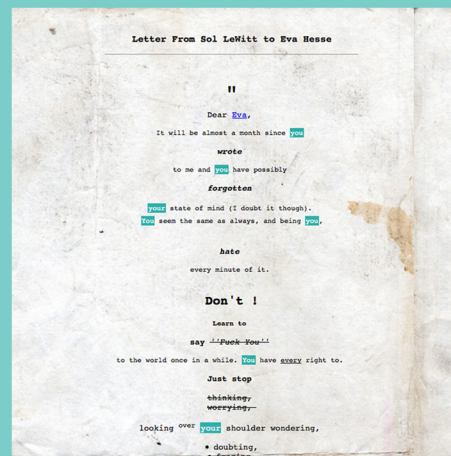 Letter From Sol LeWitt to Eva Hesse
"
Dear Eva,
It will be almost a month since you
wrote
to me and you have possibly
forgotten
your state of mind (I doubt it though).
You seem the same as always, and being you,
hate
every minute of it.
Don't !
Learn to
say ''Fuck You''
to the world once in a while. You have every right to.
Just stop
thinking,
worrying,
looking over your shoulder wondering,
• doubting,
• fearing,